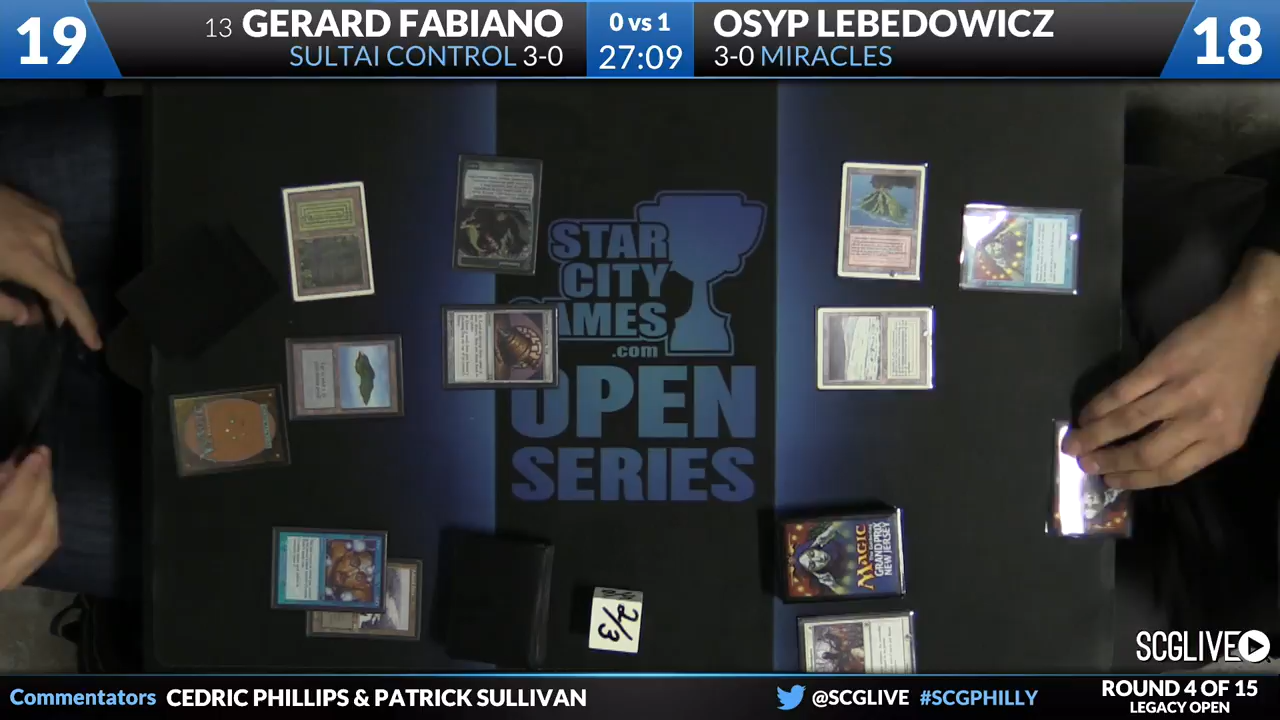 19
13 GERARD FABIANO
SULTAI CONTROL 3-0
0 vs 1
27:09
OSYP LEBEDOWICZ
3-0 MIRACLES
18
STAR
CITY
GAMES
.com
OPEN
SERIES
MAGIC
GRAND PRIX
NEW JERSEY
2/3
SCGLIVE
Commentators CEDRIC PHILLIPS & PATRICK SULLIVAN
@SCGLIVE #SCGPHILLY
ROUND 4 OF 15
LEGACY OPEN